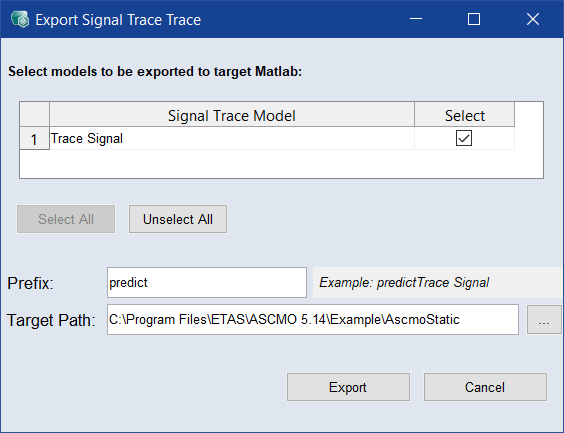 Export Signal Trace Trace
Select models to be exported to target Matlab:
Signal Trace Model Select
1 Trace Signal
Select All Unselect All
Prefix: predict Example: predictTrace Signal
Target Path: C:\Program Files\ETAS\ASCMO 5.14\Example\AscmoStatic ...
Export Cancel